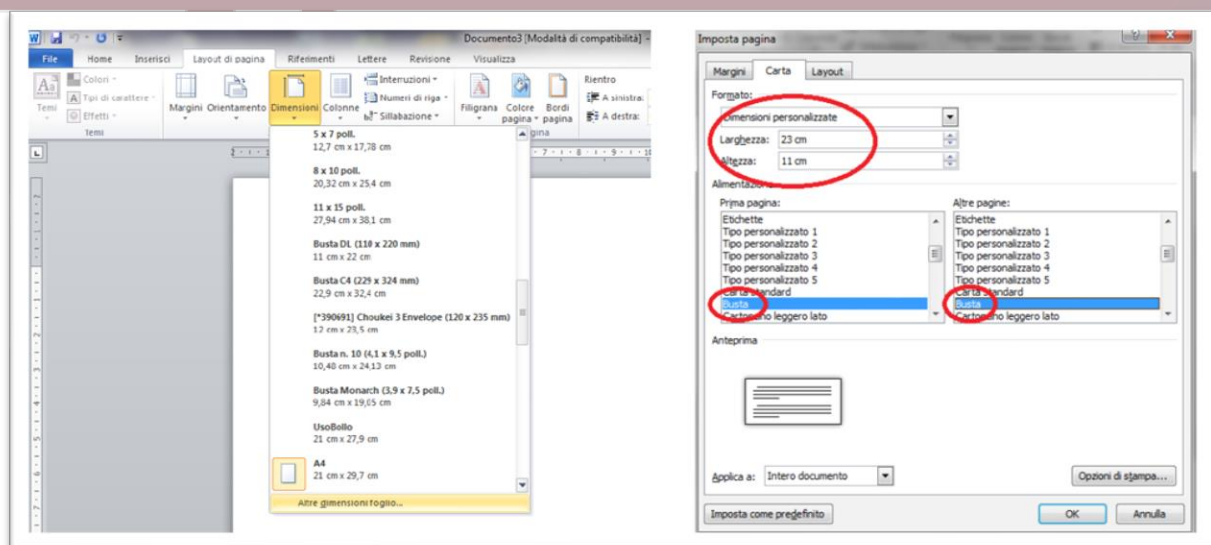 Documento3 [Modalità di compatibilità] -
File Home Inserisci Layout di pagina Riferimenti Lettere Revisione Visualizza
Temi
Colori
Tipi di carattere
Effetti
Margini Orientamento Dimensioni Colonne
Interruzioni
Numeri di riga
Sillabazione
Filigrana Colore pagina Bordi pagina
Rientro
A sinistra:
A destra:
Temi
5 x 7 poll.
12,7 cm x 17,78 cm
8 x 10 poll.
20,32 cm x 25,4 cm
11 x 15 poll.
27,94 cm x 38,1 cm
Busta DL (110 x 220 mm)
11 cm x 22 cm
Busta C4 (229 x 324 mm)
22,9 cm x 32,4 cm
[*390691] Choukei 3 Envelope (120 x 235 mm)
12 cm x 23,5 cm
Busta n. 10 (4,1 x 9,5 poll.)
10,48 cm x 24,13 cm
Busta Monarch (3,9 x 7,5 poll.)
9,84 cm x 19,05 cm
UsoBollo
21 cm x 27,9 cm
A4
21 cm x 29,7 cm
Altre dimensioni foglio...
Imposta pagina
Margini Carta Layout
Formato:
Dimensioni personalizzate
Larghezza: 23 cm
Altezza: 11 cm
Alimentazione
Prima pagina:
Etichette
Tipo personalizzato 1
Tipo personalizzato 2
Tipo personalizzato 3
Tipo personalizzato 4
Tipo personalizzato 5
Carta standard
Busta
Cartoncino leggero lato
Altre pagine:
Etichette
Tipo personalizzato 1
Tipo personalizzato 2
Tipo personalizzato 3
Tipo personalizzato 4
Tipo personalizzato 5
Carta standard
Busta
Cartoncino leggero lato
Anteprima
Applica a: Intero documento
Opzioni di stampa...
Imposta come predefinito
OK Annulla